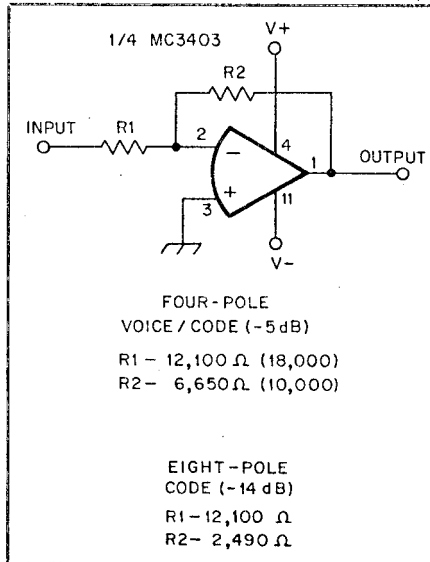 1/4 MC3403
V+
R2
INPUT
R1
2
−
4
1
OUTPUT
+
3
11
V−
FOUR-POLE
VOICE/CODE (-5dB)
R1 - 12,100 Ω (18,000)
R2 - 6,650 Ω (10,000)
EIGHT-POLE
CODE (-14 dB)
R1 - 12,100 Ω
R2 - 2,490 Ω